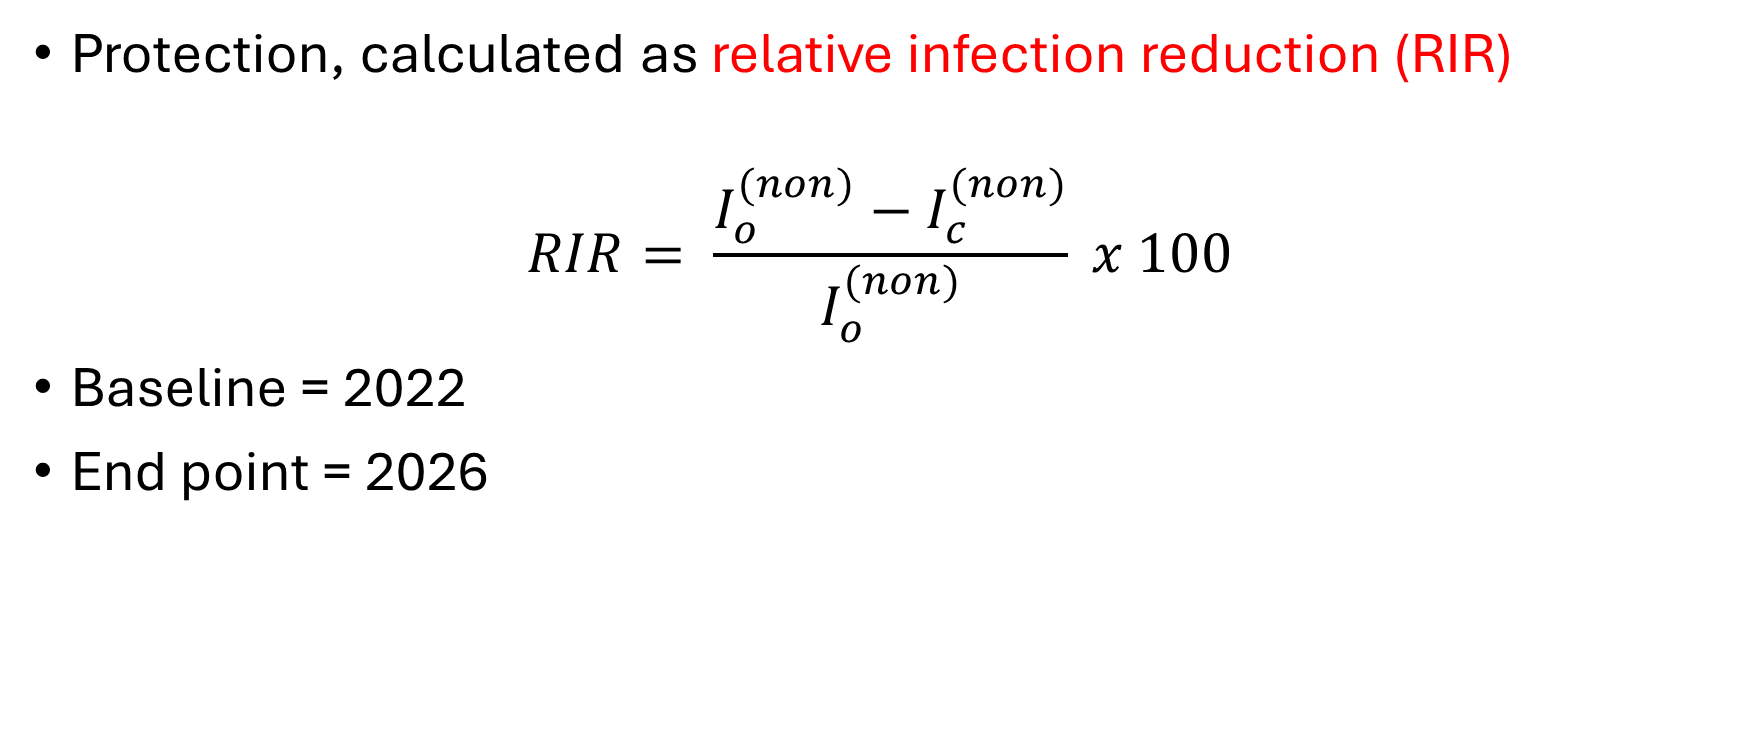 • Protection, calculated as relative infection reduction (RIR)
RIR = \frac{I_o^{(non)} − I_c^{(non)}}{I_o^{(non)}} x 100
• Baseline = 2022
• End point = 2026